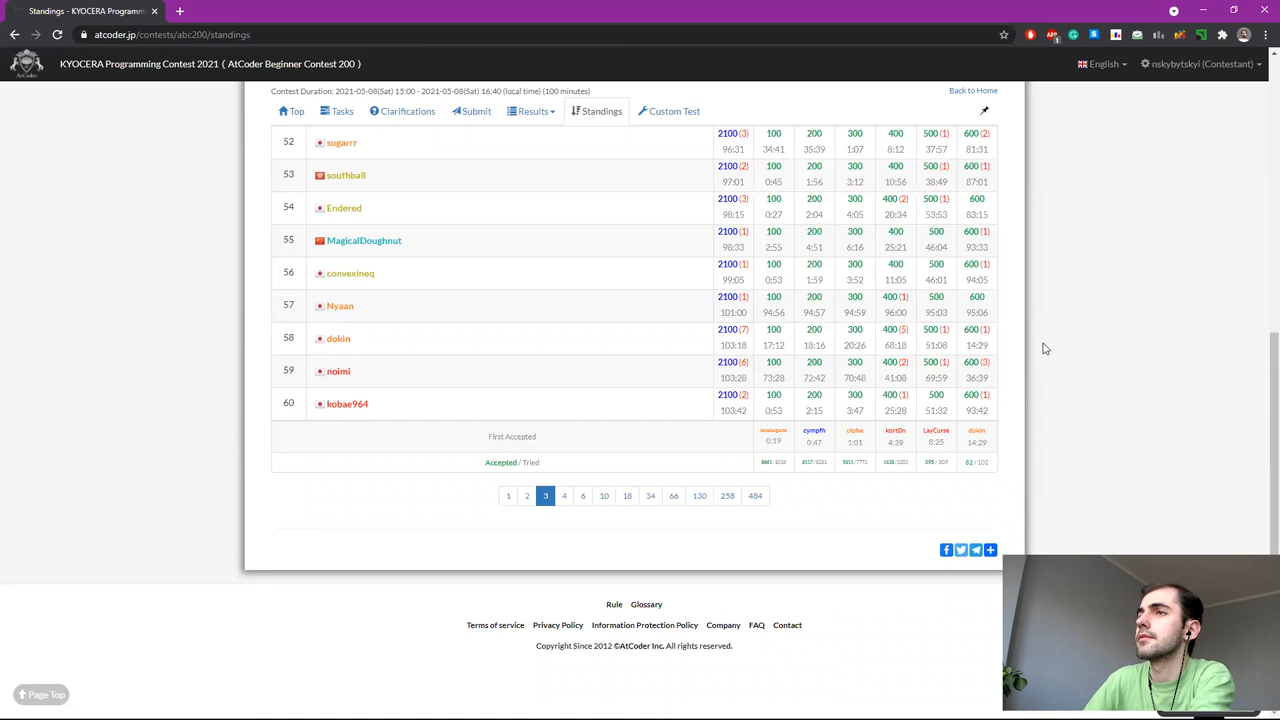 Standings - KYOCERA Programming
atcoder.jp/contests/abc200/standings
KYOCERA Programming Contest 2021 ( AtCoder Beginner Contest 200 )
English
nskybytskyi (Contestant)
Contest Duration: 2021-05-08(Sat) 15:00 - 2021-05-08(Sat) 16:40 (local time) (100 minutes)
Back to Home
Top Tasks Clarifications Submit Results Standings Custom Test
52 sugarrr 2100 (3) 100 200 300 400 500 (1) 600 (2)
96:31 34:41 35:39 1:07 8:12 37:57 81:31
53 southball 2100 (2) 100 200 300 400 500 (1) 600 (1)
97:01 0:45 1:56 3:12 10:56 38:49 87:01
54 Endered 2100 (3) 100 200 300 400 (2) 500 (1) 600
98:15 0:27 2:04 4:05 20:34 53:53 83:15
55 MagicalDoughnut 2100 (1) 100 200 300 400 500 600 (1)
98:33 2:55 4:51 6:16 25:21 46:04 93:33
56 convexineq 2100 (1) 100 200 300 400 500 600 (1)
99:05 0:53 1:59 3:52 11:05 46:01 94:05
57 Nyaan 2100 (1) 100 200 300 400 (1) 500 600
101:00 94:56 94:57 94:59 96:00 95:03 95:06
58 dokin 2100 (7) 100 200 300 400 (5) 500 (1) 600 (1)
103:18 17:12 18:16 20:26 68:18 51:08 14:29
59 noimi 2100 (6) 100 200 300 400 (2) 500 (1) 600 (3)
103:28 73:28 72:42 70:48 41:08 69:59 36:39
60 kobae964 2100 (2) 100 200 300 400 (1) 500 600 (1)
103:42 0:53 2:15 3:47 25:28 51:32 93:42
First Accepted cympfh olphe kort0n LayCurse dokin
0:19 0:47 1:01 4:39 8:25 14:29
Accepted / Tried 395 / 509 82 / 102
1 2 3 4 6 10 18 34 66 130 258 484
Rule Glossary
Terms of service Privacy Policy Information Protection Policy Company FAQ Contact
Copyright Since 2012 ©AtCoder Inc. All rights reserved.
Page Top